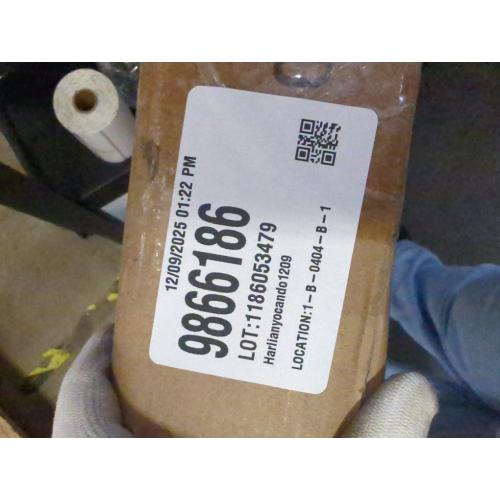 12/09/2025 01:22 PM
9866186
LOT:1186053479
Harlianyocando1209
LOCATION:1-B-0404-B-1